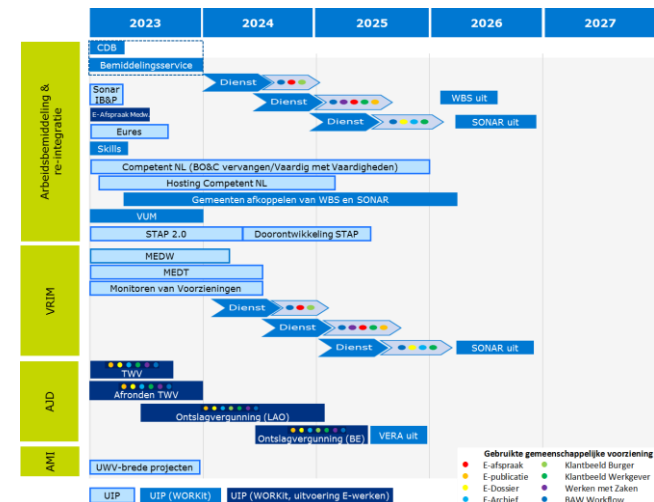 2023 2024 2025 2026 2027
Arbeidsbemiddeling &
re-integratie
CDB
Bemiddelingsservice
Dienst
Sonar
IB&P
Dienst
WBS uit
E-Afspraak Medw.
Dienst
SONAR uit
Eures
Skills
Competent NL (BO&C vervangen/Vaardig met Vaardigheden)
Hosting Competent NL
Gemeenten afkoppelen van WBS en SONAR
VUM
STAP 2.0
Doorontwikkeling STAP
VRIM
MEDW
MEDT
Monitoren van Voorzieningen
Dienst
Dienst
Dienst
SONAR uit
AJD
TWV
Afronden TWV
Ontslagvergunning (LAO)
Ontslagvergunning (BE)
VERA uit
AMI
UWV-brede projecten
Gebruikte gemeenschappelijke voorziening
E-afspraak
Klantbeeld Burger
E-publicatie
Klantbeeld Werkgever
E-Dossier
Werken met Zaken
E-Archief
BAW Workflow
UIP
UIP (WORKit)
UIP (WORKit, uitvoering E-werken)